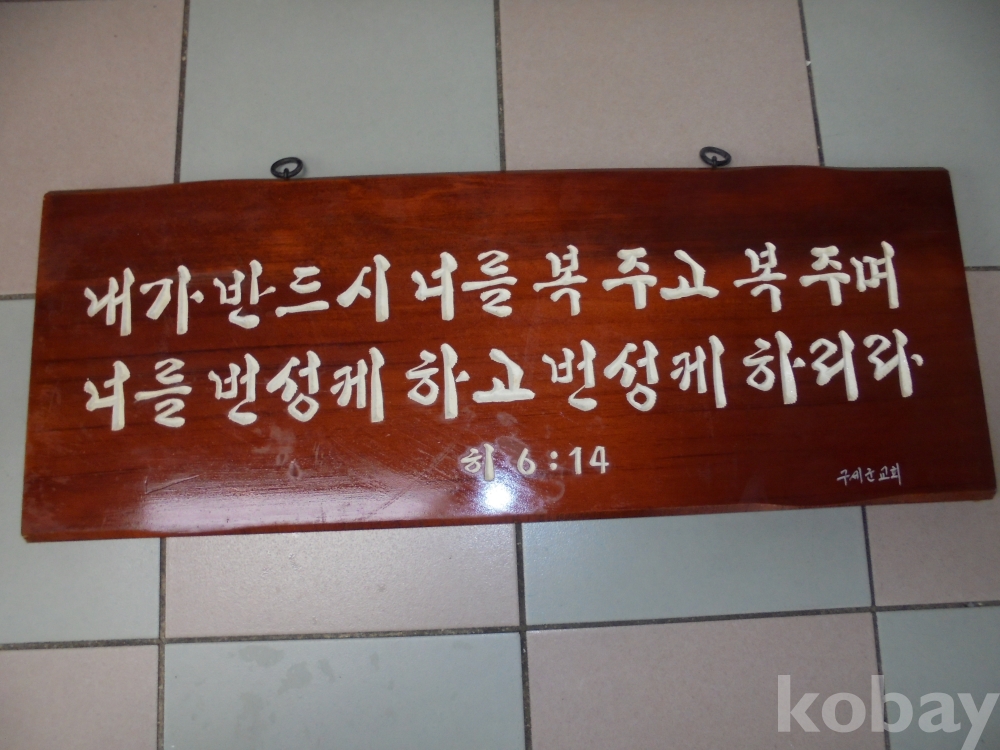 내가 반드시 너를 복 주고 복 주며
너를 번성케 하고 번성케 하리라
히 6:14
구세군교회
kobay